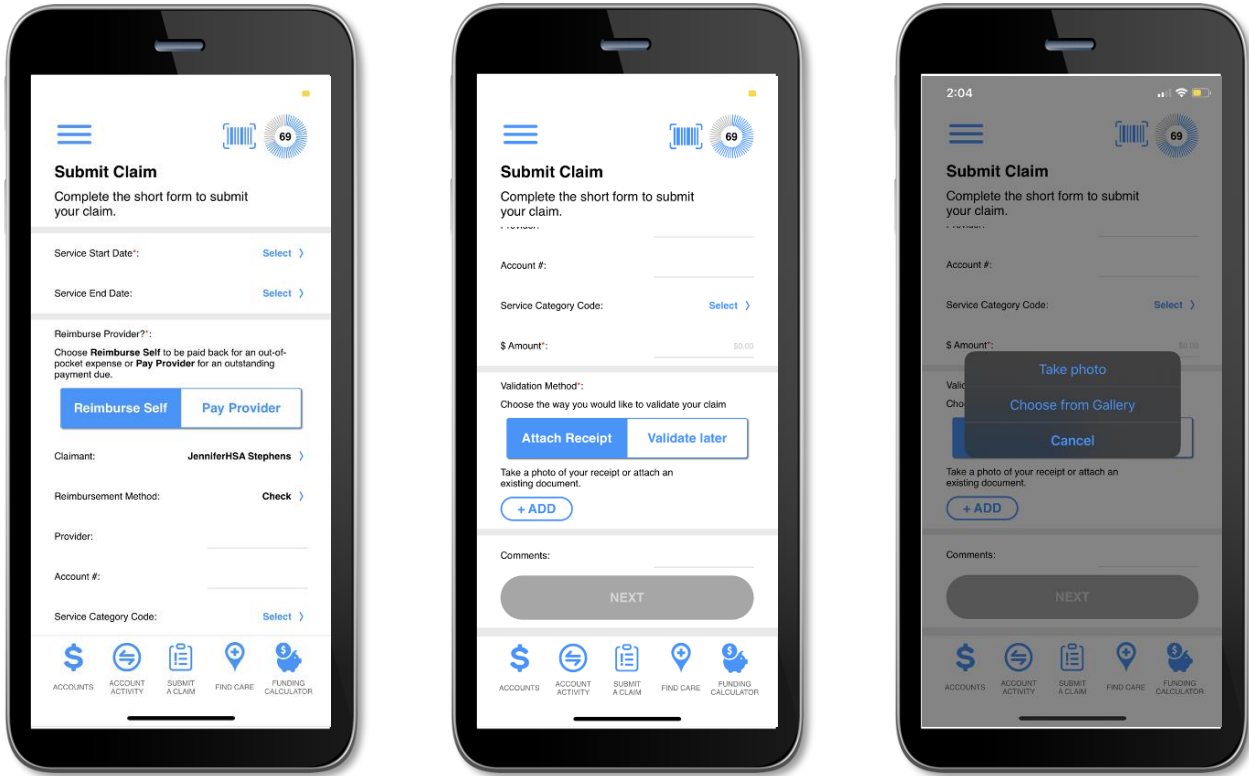 69
Submit Claim
Complete the short form to submit
your claim.
Service Start Date*:
Select >
Service End Date:
Select >
Reimburse Provider?*:
Choose Reimburse Self to be paid back for an out-of-
pocket expense or Pay Provider for an outstanding
payment due.
Reimburse Self
Pay Provider
Claimant:
JenniferHSA Stephens >
Reimbursement Method:
Check >
Provider:
Account #:
Service Category Code:
Select >
ACCOUNTS
ACCOUNT
ACTIVITY
SUBMIT
A CLAIM
FIND CARE
FUNDING
CALCULATOR
69
Submit Claim
Complete the short form to submit
your claim.
Provider:
Account #:
Service Category Code:
Select >
$ Amount*:
$0.00
Validation Method*:
Choose the way you would like to validate your claim
Attach Receipt
Validate later
Take a photo of your receipt or attach an
existing document.
+ ADD
Comments:
NEXT
ACCOUNTS
ACCOUNT
ACTIVITY
SUBMIT
A CLAIM
FIND CARE
FUNDING
CALCULATOR
2:04
69
Submit Claim
Complete the short form to submit
your claim.
Account #:
Service Category Code:
Select >
$ Amount*:
$0.00
Take photo
Choose from Gallery
Cancel
Take a photo of your receipt or attach an
existing document.
+ ADD
Comments:
NEXT
ACCOUNTS
ACCOUNT
ACTIVITY
SUBMIT
A CLAIM
FIND CARE
FUNDING
CALCULATOR